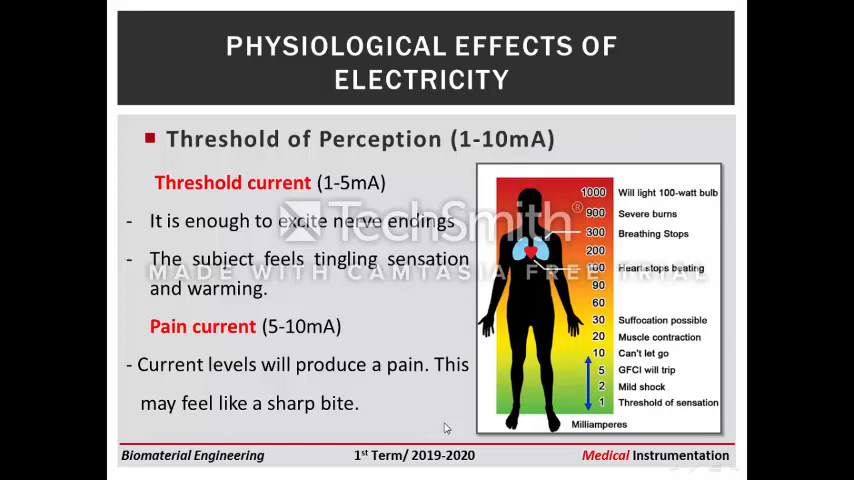 PHYSIOLOGICAL EFFECTS OF
ELECTRICITY
Threshold of Perception (1-10mA)
Threshold current (1-5mA)
- It is enough to excite nerve endings
- The subject feels tingling sensation
and warming.
Pain current (5-10mA)
- Current levels will produce a pain. This
may feel like a sharp bite.
1000 Will light 100-watt bulb
900 Severe burns
300 Breathing Stops
200
100 Heart stops beating
90
60
30 Suffocation possible
20 Muscle contraction
10 Can't let go
5 GFCI will trip
2 Mild shock
1 Threshold of sensation
Milliamperes
TechSmith®
MADE WITH CAMTASIA FREE TRIAL
Biomaterial Engineering 1st Term/ 2019-2020 Medical Instrumentation